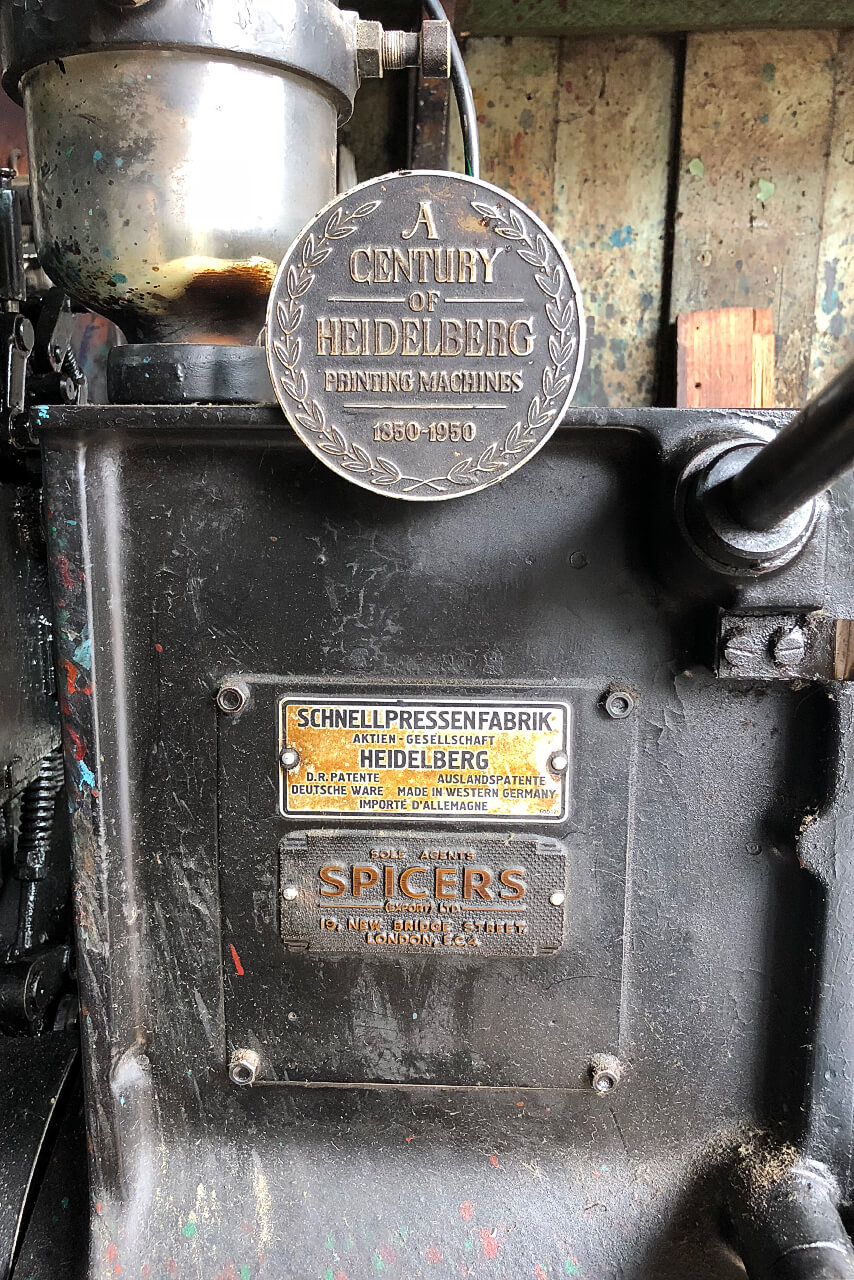 A
CENTURY
OF
HEIDELBERG
PRINTING MACHINES
1850-1950
SCHNELLPRESSENFABRIK
AKTIEN-GESELLSCHAFT
HEIDELBERG
D.R. PATENTE AUSLANDSPATENTE
DEUTSCHE WARE MADE IN WESTERN GERMANY
IMPORTÉ D'ALLEMAGNE
SOLE AGENTS
SPICERS
(EXPORT) LTD
19, NEW BRIDGE STREET,
LONDON, E.C.4.